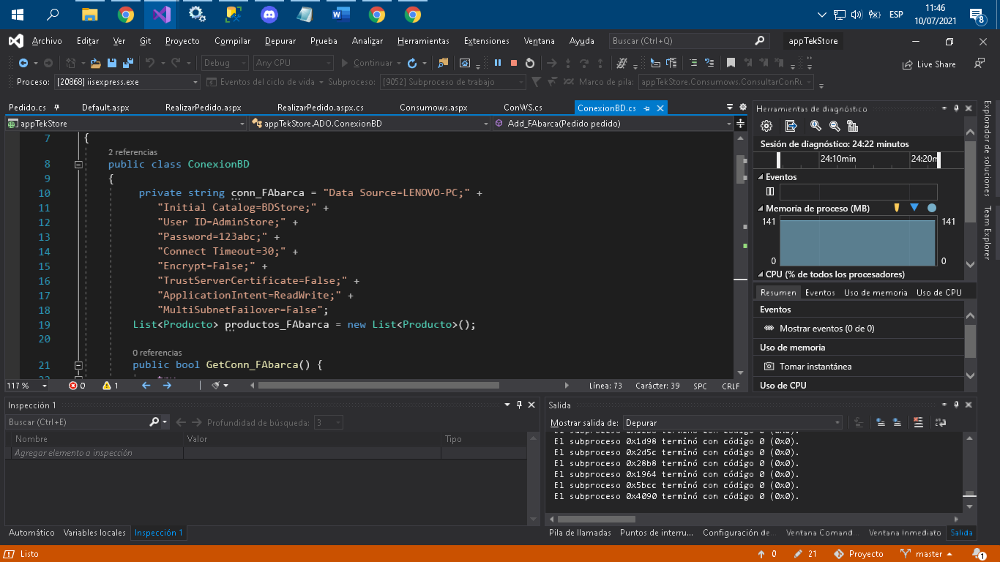 ESP
11:46
10/07/2021
8
Archivo Editar Ver Git Proyecto Compilar Depurar Prueba Analizar Herramientas Extensiones Ventana Ayuda Buscar (Ctrl+Q) appTekStore
Debug Any CPU Continuar Live Share
Proceso: [20868] iisexpress.exe Eventos del ciclo de vida Subproceso: [9052] Subproceso de trabajo Marco de pila: appTekStore.Consumows.ConsultarConRu
Pedido.cs Default.aspx RealizarPedido.aspx RealizarPedido.aspx.cs Consumows.aspx ConWS.cs ConexionBD.cs
appTekStore appTekStore.ADO.ConexionBD Add_FAbarca(Pedido pedido)
7 {
2 referencias
8 public class ConexionBD
9 {
10 private string conn_FAbarca = "Data Source=LENOVO-PC;" +
11 "Initial Catalog=BDStore;" +
12 "User ID=AdminStore;" +
13 "Password=123abc;" +
14 "Connect Timeout=30;" +
15 "Encrypt=False;" +
16 "TrustServerCertificate=False;" +
17 "ApplicationIntent=ReadWrite;" +
18 "MultiSubnetFailover=False";
19 List<Producto> productos_FAbarca = new List<Producto>();
20
0 referencias
21 public bool GetConn_FAbarca() {
22 try
117 % 0 1 Línea: 73 Carácter: 39 SPC CRLF
Herramientas de diagnóstico
Sesión de diagnóstico: 24:22 minutos
24:10min 24:20m
Eventos
Memoria de proceso (MB)
141 141
0 0
CPU (% de todos los procesadores)
Resumen Eventos Uso de memoria Uso de CPU
Eventos
Mostrar eventos (0 de 0)
Uso de memoria
Tomar instantánea
Uso de CPU
Explorador de soluciones
Team Explorer
Inspección 1
Buscar (Ctrl+E) Profundidad de búsqueda: 3
Nombre Valor Tipo
Agregar elemento a inspección
Automático Variables locales Inspección 1
Salida
Mostrar salida de: Depurar
El subproceso 0x1d98 terminó con código 0 (0x0).
El subproceso 0x2d5c terminó con código 0 (0x0).
El subproceso 0x28b8 terminó con código 0 (0x0).
El subproceso 0x1964 terminó con código 0 (0x0).
El subproceso 0x5bcc terminó con código 0 (0x0).
El subproceso 0x4090 terminó con código 0 (0x0).
Pila de llamadas Puntos de interru... Configuración de... Ventana Comand... Ventana Inmediato Salida
Listo 0 21 Proyecto master 1